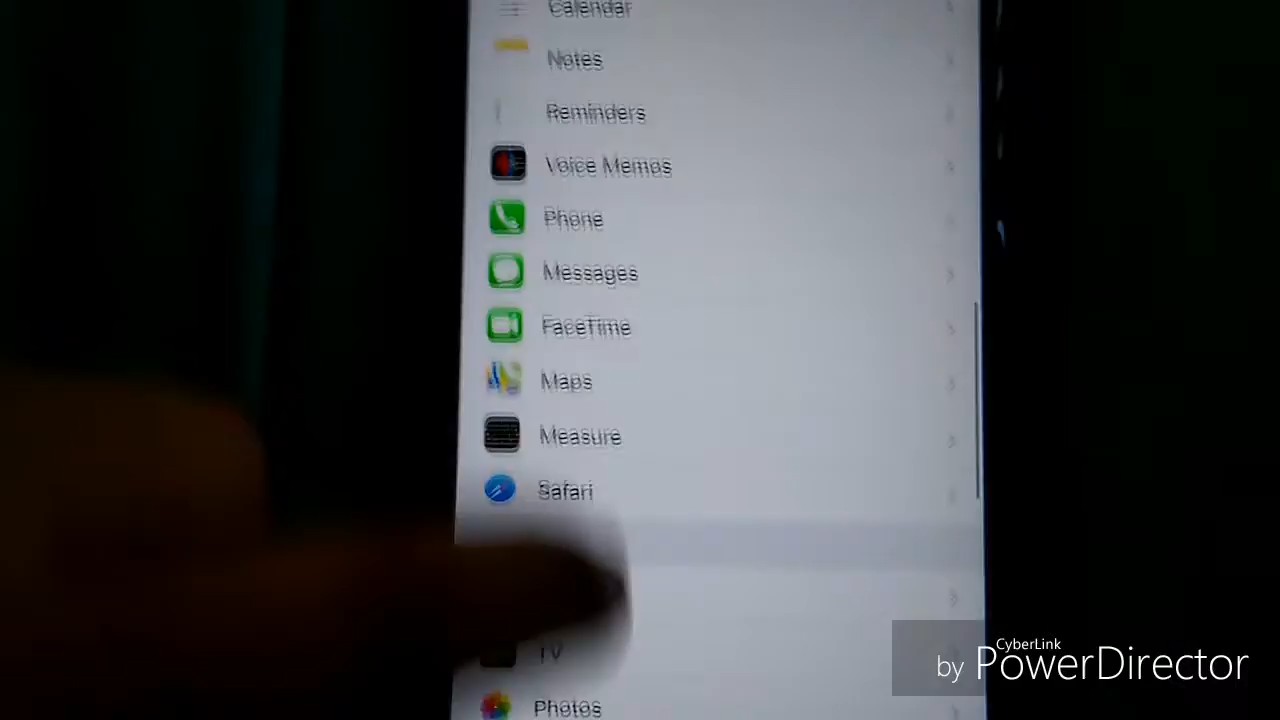 Calendar
Notes
Reminders
Voice Memos
Phone
Messages
FaceTime
Maps
Measure
Safari
TV
Photos
CyberLink
by PowerDirector